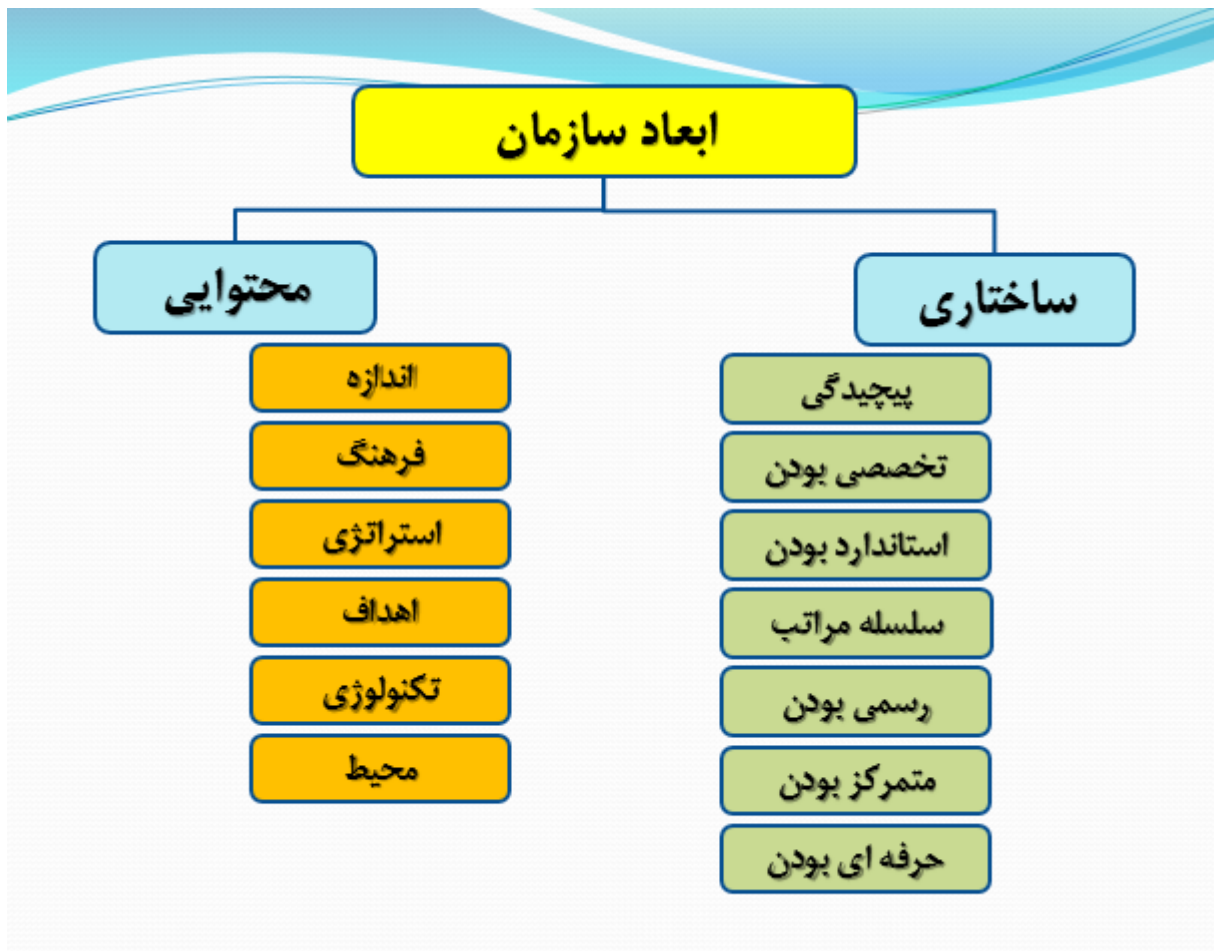 ابعاد سازمان
ساختاری
پیچیدگی
تخصصی بودن
استاندارد بودن
سلسله مراتب
رسمی بودن
متمرکز بودن
حرفه ای بودن
محتوایی
اندازه
فرهنگ
استراتژی
اهداف
تکنولوژی
محیط